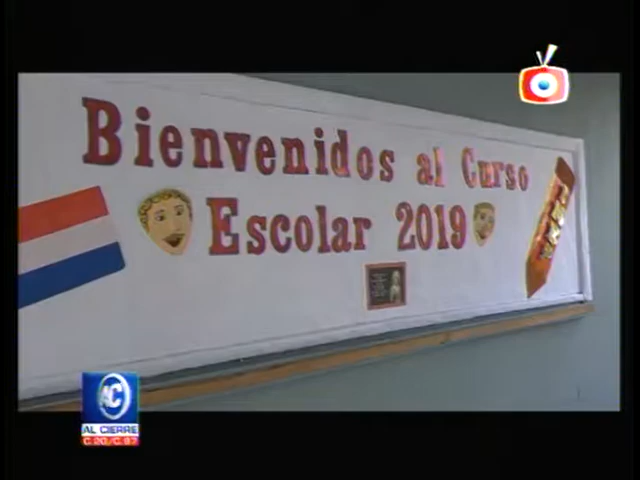 Bienvenidos al Curso
Escolar 2019
AC
AL CIERRE
C.20/C.97